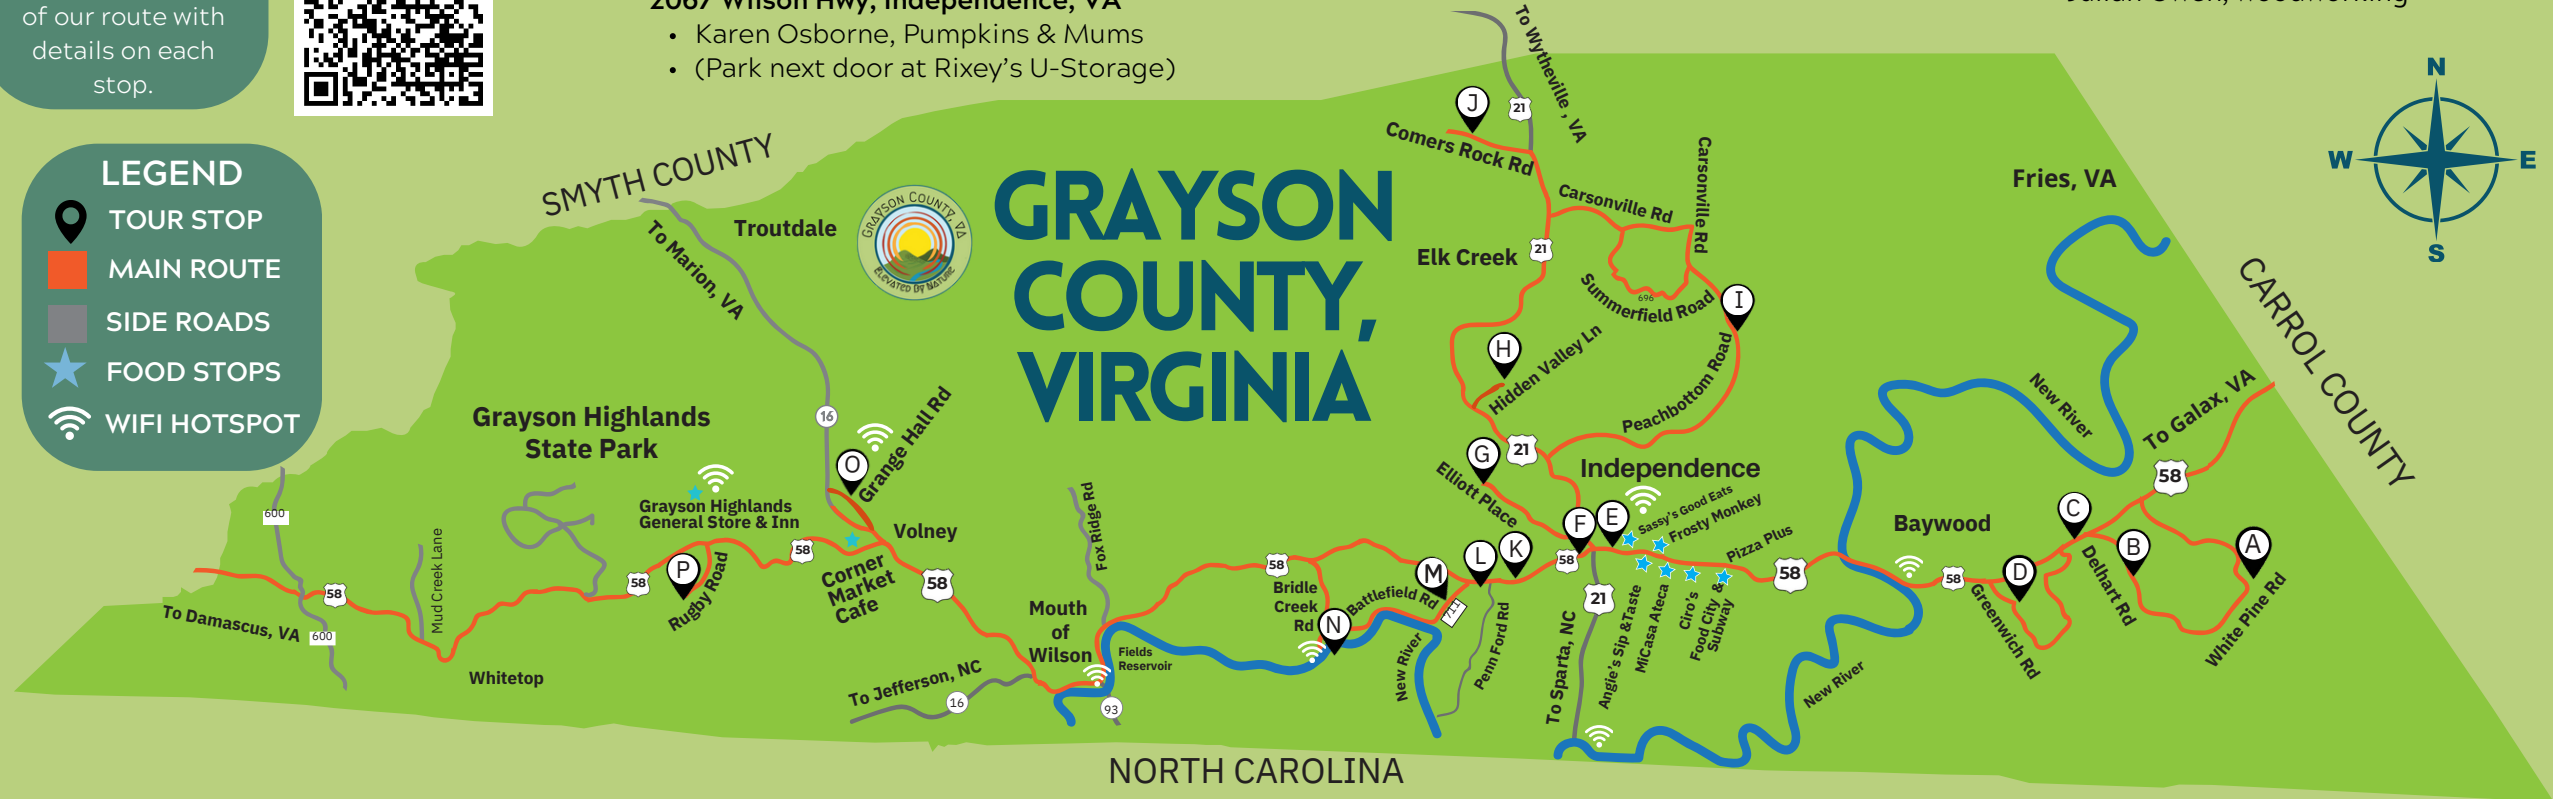 of our route with
details on each
stop.
2067 Wilson Hwy, Independence, VA
• Karen Osborne, Pumpkins & Mums
• (Park next door at Rixey's U-Storage)
LEGEND
TOUR STOP
MAIN ROUTE
SIDE ROADS
FOOD STOPS
WIFI HOTSPOT
SMYTH COUNTY
To Marion, VA
Troutdale
GRAYSON COUNTY, VA
ELEVATED BY NATURE
GRAYSON
COUNTY,
VIRGINIA
To Wytheville, VA
J
21
Comers Rock Rd
Carsonville Rd
Carsonville Rd
Elk Creek
21
Summerfield Road
696
I
H
Hidden Valley Ln
Peachbottom Road
Fries, VA
N
W
E
S
CARROL COUNTY
New River
To Galax, VA
58
Grayson Highlands
State Park
Grayson Highlands
General Store & Inn
16
O
Grange Hall Rd
Volney
Corner
Market
Cafe
58
58
58
P
Rugby Road
600
58
To Damascus, VA
600
Mud Creek Lane
Whitetop
To Jefferson, NC
16
Fox Ridge Rd
Mouth
of
Wilson
Fields
Reservoir
93
58
Bridle
Creek
Rd
N
Battlefield Rd
M
711
New River
L
K
Penn Ford Rd
58
G
21
Elliott Place
F
E
Independence
Sassy's Good Eats
Frosty Monkey
Pizza Plus
58
21
To Sparta, NC
Angie's Sip &Taste
MiCasa Ateca
Ciro's
Food City &
Subway
New River
Baywood
58
D
Greenwich Rd
C
Delhart Rd
B
A
White Pine Rd
NORTH CAROLINA